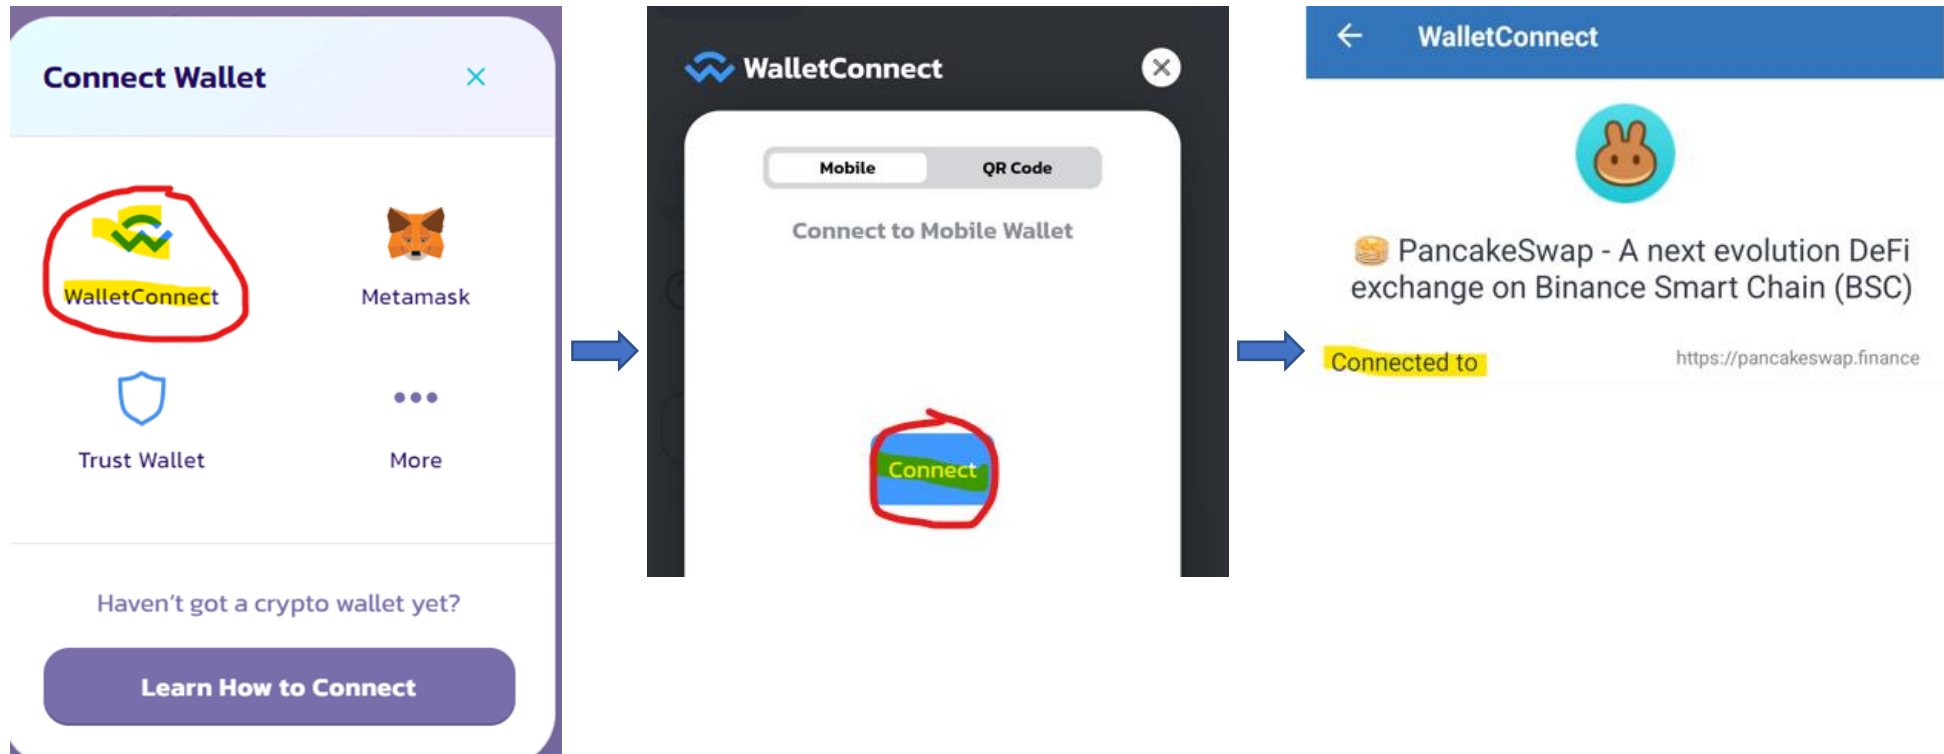 Connect Wallet
WalletConnect
Metamask
Trust Wallet
More
Haven't got a crypto wallet yet?
Learn How to Connect
WalletConnect
Mobile
QR Code
Connect to Mobile Wallet
Connect
WalletConnect
PancakeSwap - A next evolution DeFi
exchange on Binance Smart Chain (BSC)
Connected to
https://pancakeswap.finance